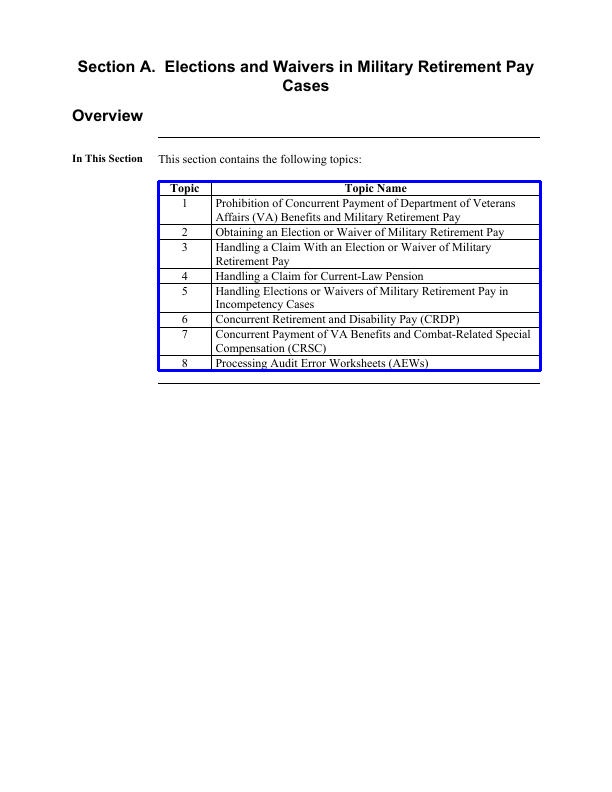 Section A.  Elections and Waivers in Military Retirement Pay
Cases
Overview
In This Section
This section contains the following topics:
Topic Topic Name
1 Prohibition of Concurrent Payment of Department of Veterans
Affairs (VA) Benefits and Military Retirement Pay
2 Obtaining an Election or Waiver of Military Retirement Pay
3 Handling a Claim With an Election or Waiver of Military
Retirement Pay
4 Handling a Claim for Current-Law Pension
5 Handling Elections or Waivers of Military Retirement Pay in
Incompetency Cases
6 Concurrent Retirement and Disability Pay (CRDP)
7 Concurrent Payment of VA Benefits and Combat-Related Special
Compensation (CRSC)
8 Processing Audit Error Worksheets (AEWs)